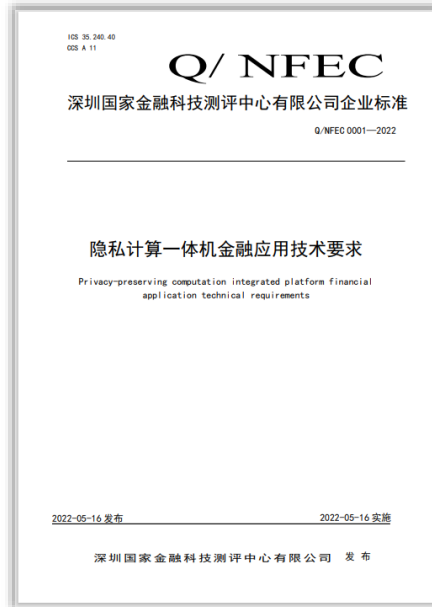 ICS 35.240.40
CCS A 11
Q/ NFEC
深圳国家金融科技测评中心有限公司企业标准
Q/NFEC 0001—2022
隐私计算一体机金融应用技术要求
Privacy-preserving computation integrated platform financial
application technical requirements
2022-05-16 发布 2022-05-16 实施
深圳国家金融科技测评中心有限公司 发 布